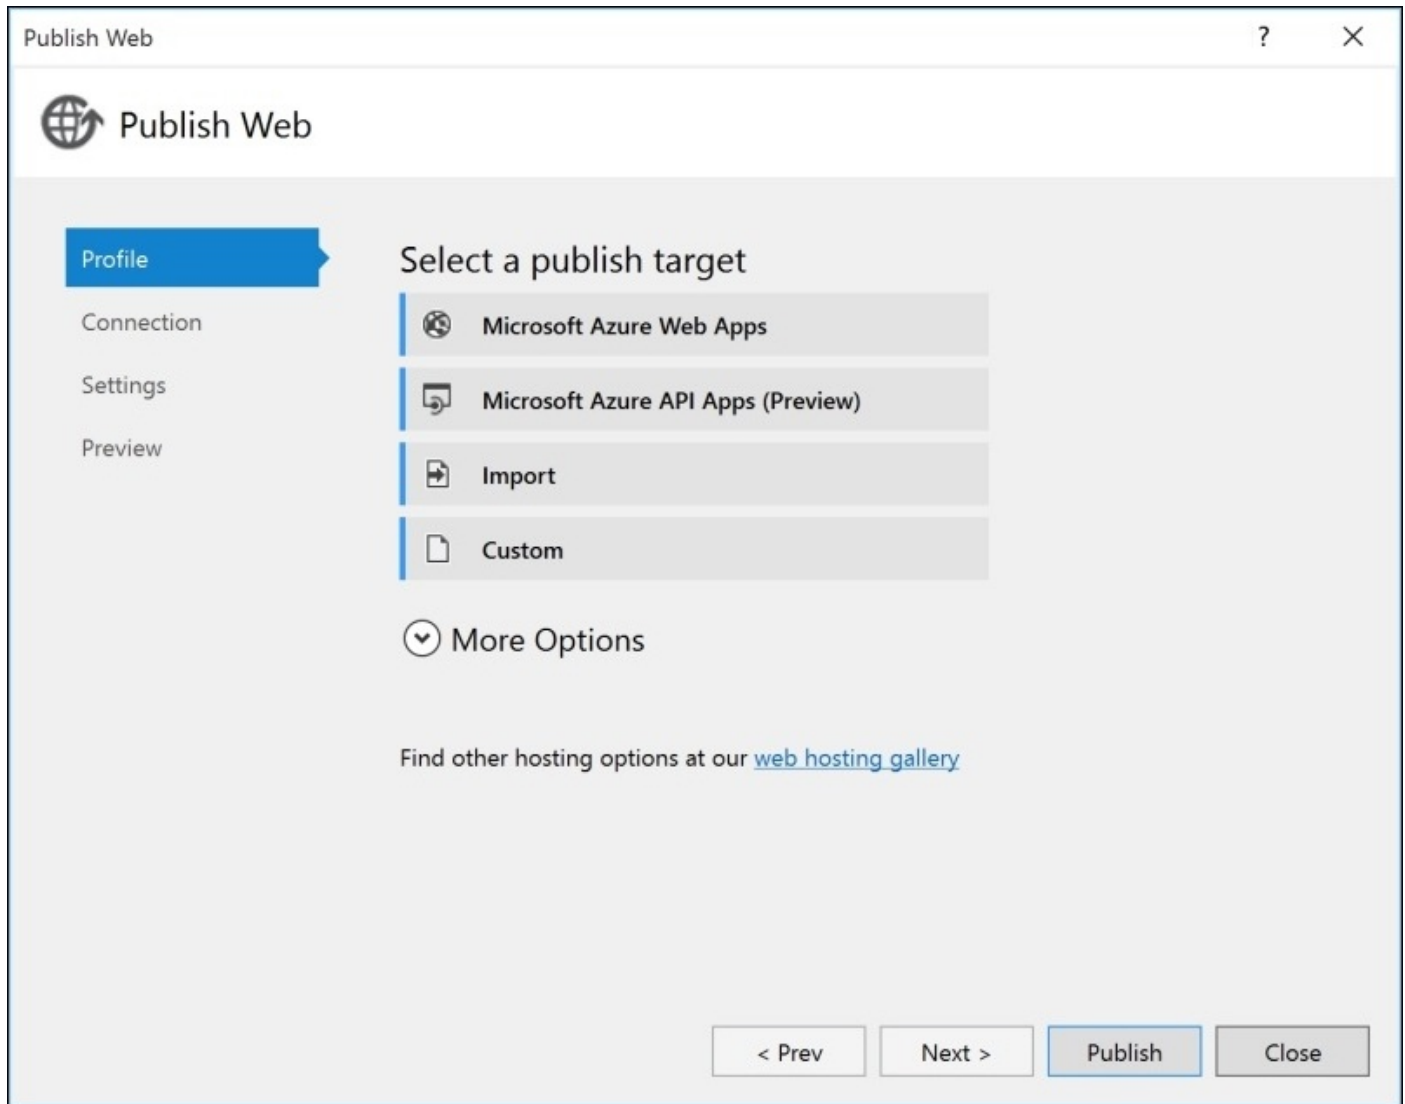 Publish Web
?
Publish Web
Profile
Connection
Settings
Preview
Select a publish target
Microsoft Azure Web Apps
Microsoft Azure API Apps (Preview)
Import
Custom
More Options
Find other hosting options at our web hosting gallery
< Prev
Next >
Publish
Close